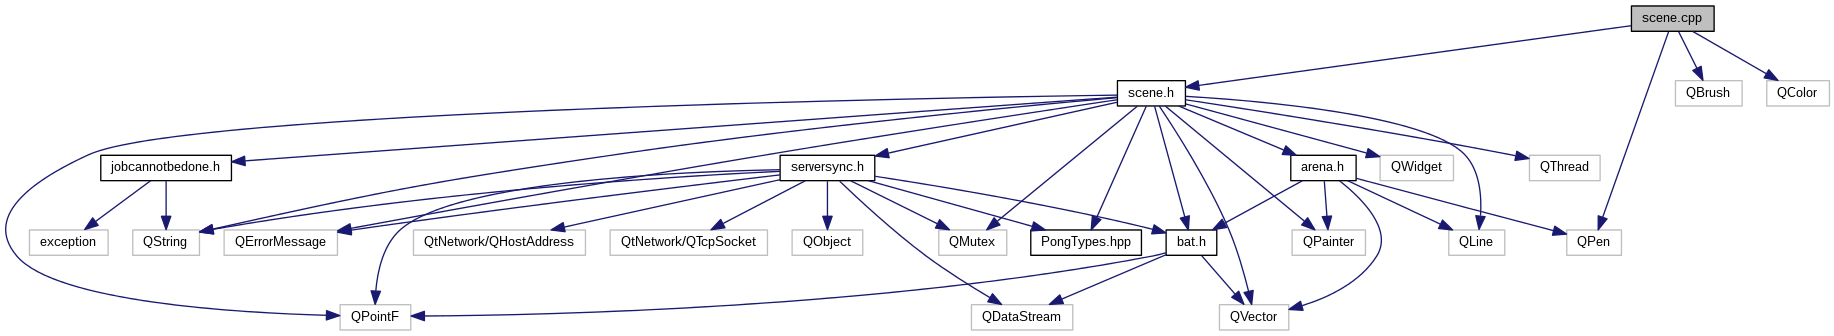 scene.cpp
scene.h
QBrush
QColor
jobcannotbedone.h
serversync.h
arena.h
QWidget
QThread
exception
QString
QErrorMessage
QtNetwork/QHostAddress
QtNetwork/QTcpSocket
QObject
QMutex
PongTypes.hpp
bat.h
QPainter
QLine
QPen
QPointF
QDataStream
QVector